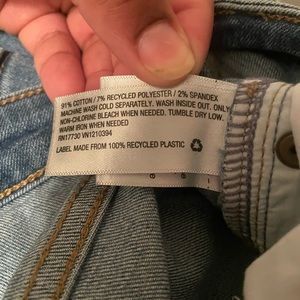 91% COTTON / 7% RECYCLED POLYESTER / 2% SPANDEX
MACHINE WASH COLD SEPARATELY. WASH INSIDE OUT. ONLY
NON-CHLORINE BLEACH WHEN NEEDED. TUMBLE DRY LOW.
WARM IRON WHEN NEEDED
RN17730 WV1210394
LABEL MADE FROM 100% RECYCLED PLASTIC